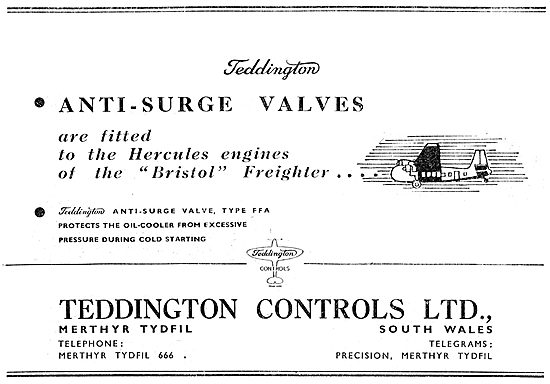 Teddington
ANTI-SURGE VALVES
are fitted
to the Hercules engines
of the "Bristol" Freighter . . .
Teddington ANTI-SURGE VALVE, TYPE FFA
PROTECTS THE OIL-COOLER FROM EXCESSIVE
PRESSURE DURING COLD STARTING
Teddington
CONTROLS
TEDDINGTON CONTROLS LTD.,
MERTHYR TYDFIL SOUTH WALES
TELEPHONE: TELEGRAMS;
MERTHYR TYDFIL 666 . PRECISION, MERTHYR TYDFIL